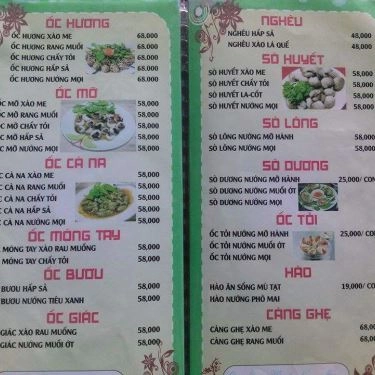 ỐC HƯƠNG
ỐC HƯƠNG XÀO ME 68,000
ỐC HƯƠNG RANG MUỐI 68,000
ỐC HƯƠNG CHÁY TỎI 68,000
ỐC HƯƠNG HẤP SẢ 68,000
ỐC HƯƠNG NƯỚNG MỌI 68,000
ỐC MỠ
ỐC MỠ XÀO ME 58,000
ỐC MỠ RANG MUỐI 58,000
ỐC MỠ CHÁY TỎI 58,000
ỐC MỠ HẤP SẢ 58,000
ỐC MỠ NƯỚNG MỌI 58,000
ỐC CÀ NA
ỐC CÀ NA XÀO ME 58,000
ỐC CÀ NA RANG MUỐI 58,000
ỐC CÀ NA CHÁY TỎI 58,000
ỐC CÀ NA HẤP SẢ 58,000
ỐC CÀ NA NƯỚNG MỌI 58,000
ỐC MÓNG TAY
MÓNG TAY XÀO RAU MUỐNG 58,000
MÓNG TAY CHÁY TỎI 58,000
ỐC BƯƠU
BƯƠU HẤP SẢ 58,000
BƯƠU NƯỚNG TIÊU XANH 58,000
ỐC GIÁC
GIÁC XÀO RAU MUỐNG 58,000
GIÁC NƯỚNG MUỐI ỚT 58,000
NGHÊU
NGHÊU HẤP SẢ 48,000
NGHÊU XÀO LÁ QUẾ 48,000
SÒ HUYẾT
SÒ HUYẾT XÀO ME 58,000
SÒ HUYẾT CHÁY TỎI 58,000
SÒ HUYẾT LA-CỐT 58,000
SÒ HUYẾT NƯỚNG MỌI 58,000
SÒ LÔNG
SÒ LÔNG NƯỚNG MỠ HÀNH 58,000
SÒ LÔNG NƯỚNG MỌI 58,000
SÒ DƯƠNG
SÒ DƯƠNG NƯỚNG MỠ HÀNH 25,000/ CON
SÒ DƯƠNG NƯỚNG MUỐI ỚT
SÒ DƯƠNG NƯỚNG MỌI
ỐC TỎI
ỐC TỎI NƯỚNG MỠ HÀNH 25,000/ CON
ỐC TỎI NƯỚNG MUỐI ỚT
ỐC TỎI NƯỚNG MỌI
HÀO
HÀO ĂN SỐNG MÙ TẠT 19,000/ CON
HÀO NƯỚNG PHÔ MAI
CÀNG GHẸ
CÀNG GHẸ XÀO ME 68,000
CÀNG GHẸ RANG MUỐI 68,000